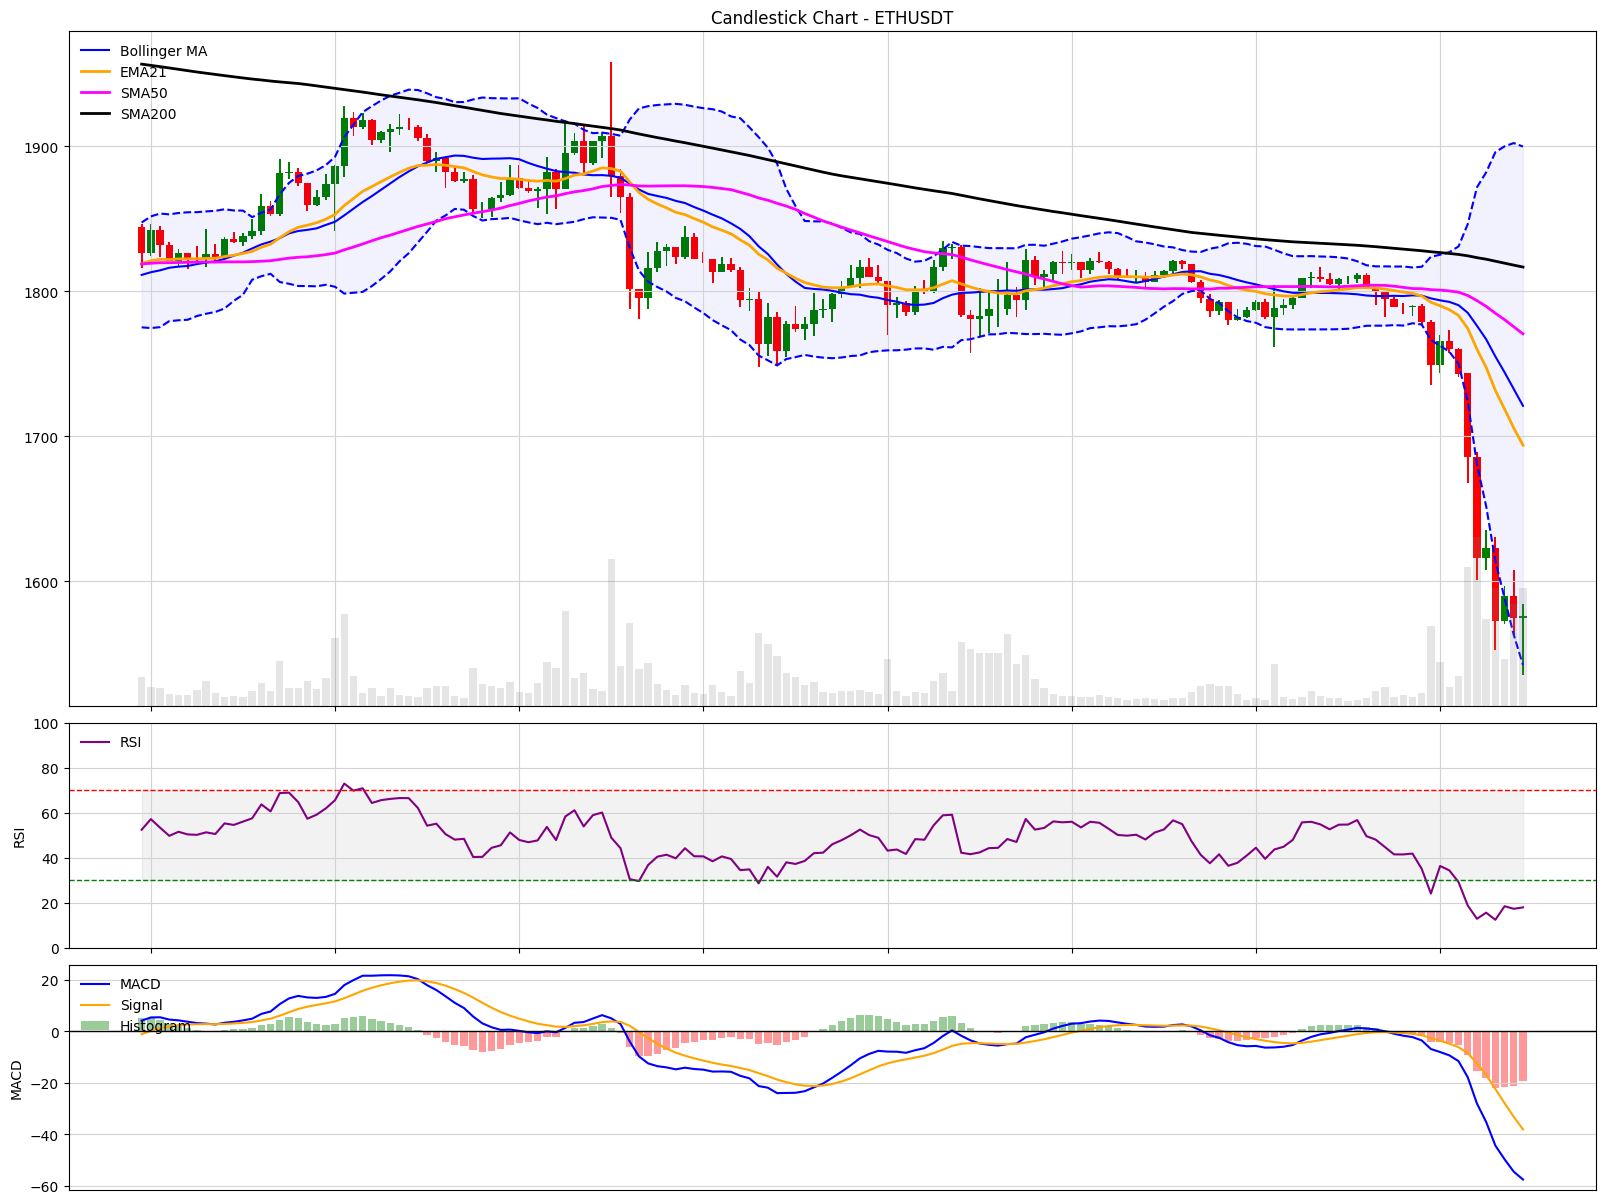 Candlestick Chart - ETHUSDT
Bollinger MA
EMA21
SMA50
SMA200
1900
1800
1700
1600
RSI
100
80
60
40
20
0
RSI
MACD
Signal
Histogram
20
0
−20
−40
−60
MACD